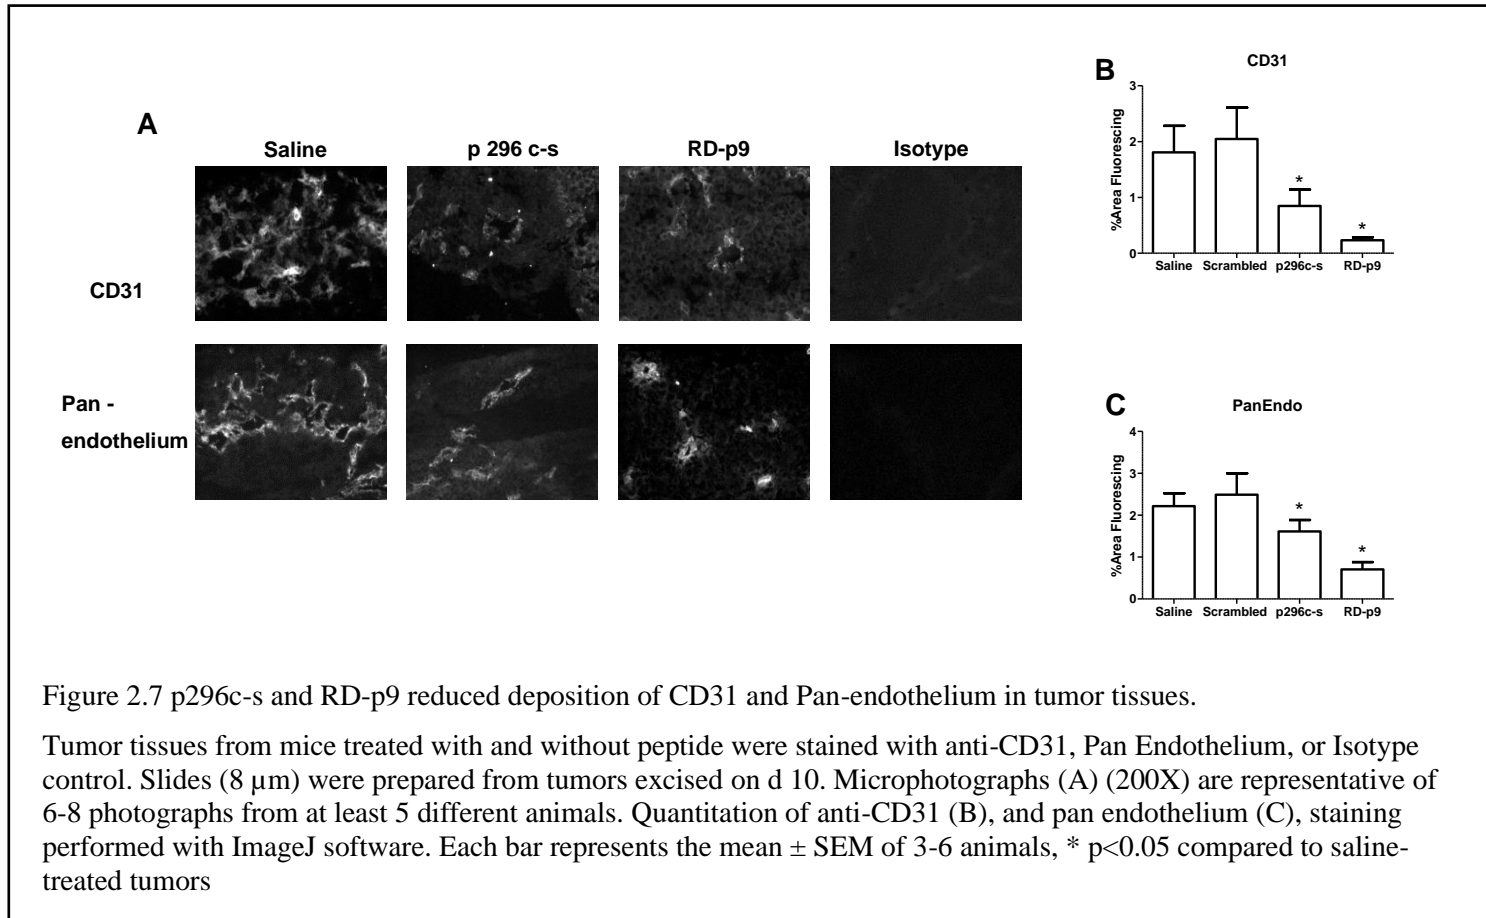 A
Saline
p 296 c-s
RD-p9
Isotype
CD31
Pan -
endothelium
B
CD31
%Area Fluorescing
3
2
1
0
*
*
Saline
Scrambled
p296c-s
RD-p9
C
PanEndo
%Area Fluorescing
4
3
2
1
0
*
*
Saline
Scrambled
p296c-s
RD-p9
Figure 2.7 p296c-s and RD-p9 reduced deposition of CD31 and Pan-endothelium in tumor tissues.
Tumor tissues from mice treated with and without peptide were stained with anti-CD31, Pan Endothelium, or Isotype
control. Slides (8 µm) were prepared from tumors excised on d 10. Microphotographs (A) (200X) are representative of
6-8 photographs from at least 5 different animals. Quantitation of anti-CD31 (B), and pan endothelium (C), staining
performed with ImageJ software. Each bar represents the mean ± SEM of 3-6 animals, * p<0.05 compared to saline-
treated tumors